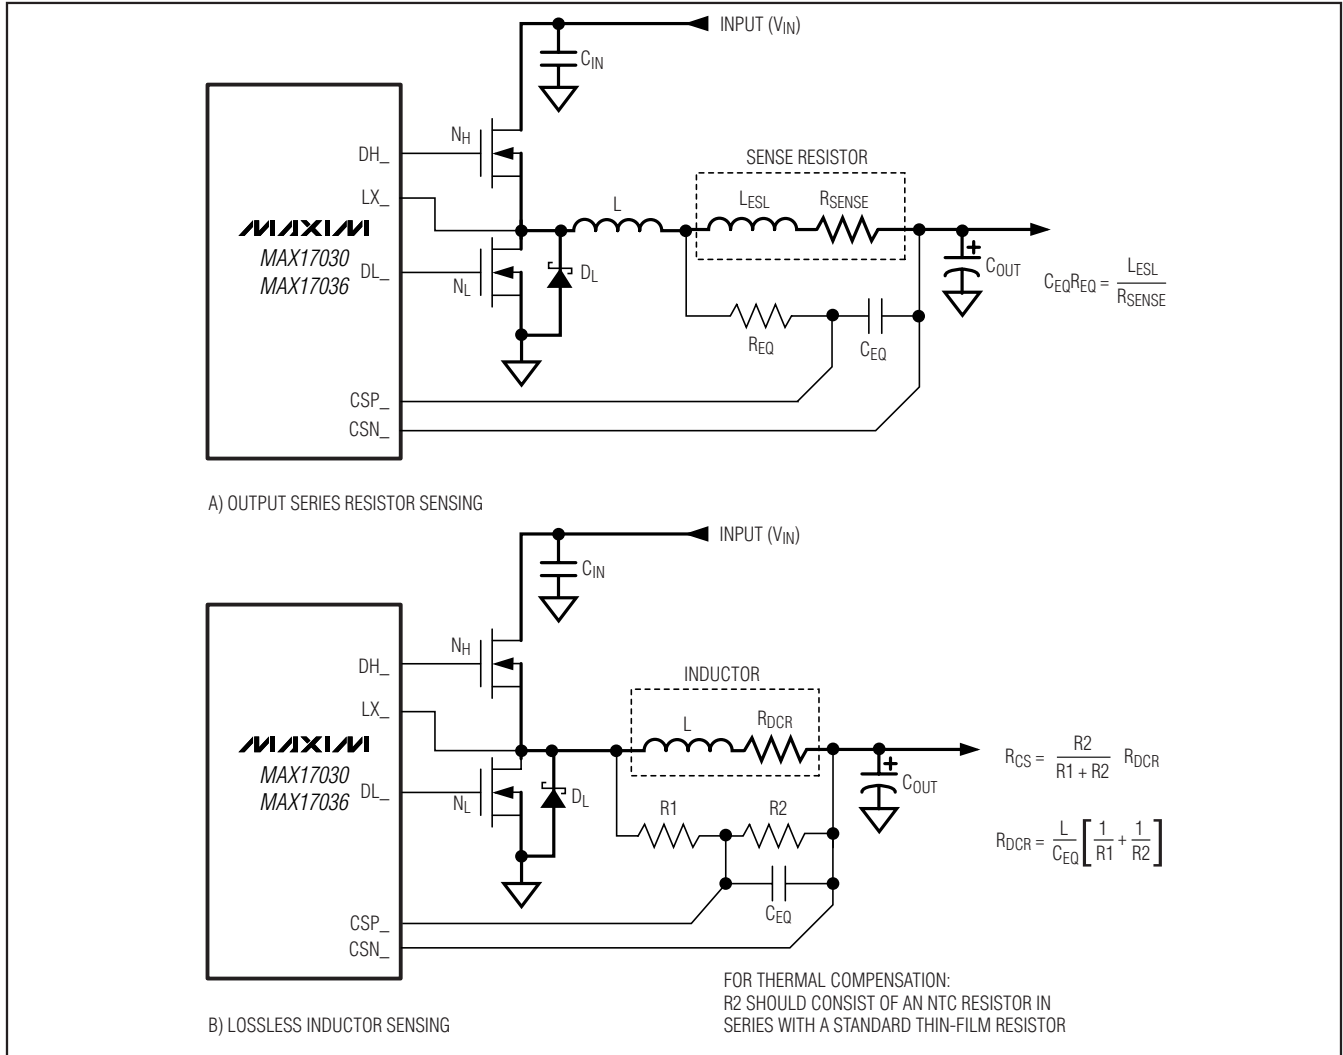 INPUT (VIN)
CIN
NH
DH_
SENSE RESISTOR
LX_
L
LESL
RSENSE
MAXIM
MAX17030
MAX17036
DL_
NL
DL
+
COUT
CEQREQ = LESL / RSENSE
REQ
CEQ
CSP_
CSN_
A) OUTPUT SERIES RESISTOR SENSING
INPUT (VIN)
CIN
NH
DH_
INDUCTOR
LX_
L
RDCR
MAXIM
MAX17030
MAX17036
DL_
NL
DL
+
COUT
RCS = R2 / R1 + R2 RDCR
R1
R2
RDCR = L / CEQ [ 1 / R1 + 1 / R2 ]
CEQ
CSP_
CSN_
FOR THERMAL COMPENSATION:
R2 SHOULD CONSIST OF AN NTC RESISTOR IN
SERIES WITH A STANDARD THIN-FILM RESISTOR
B) LOSSLESS INDUCTOR SENSING